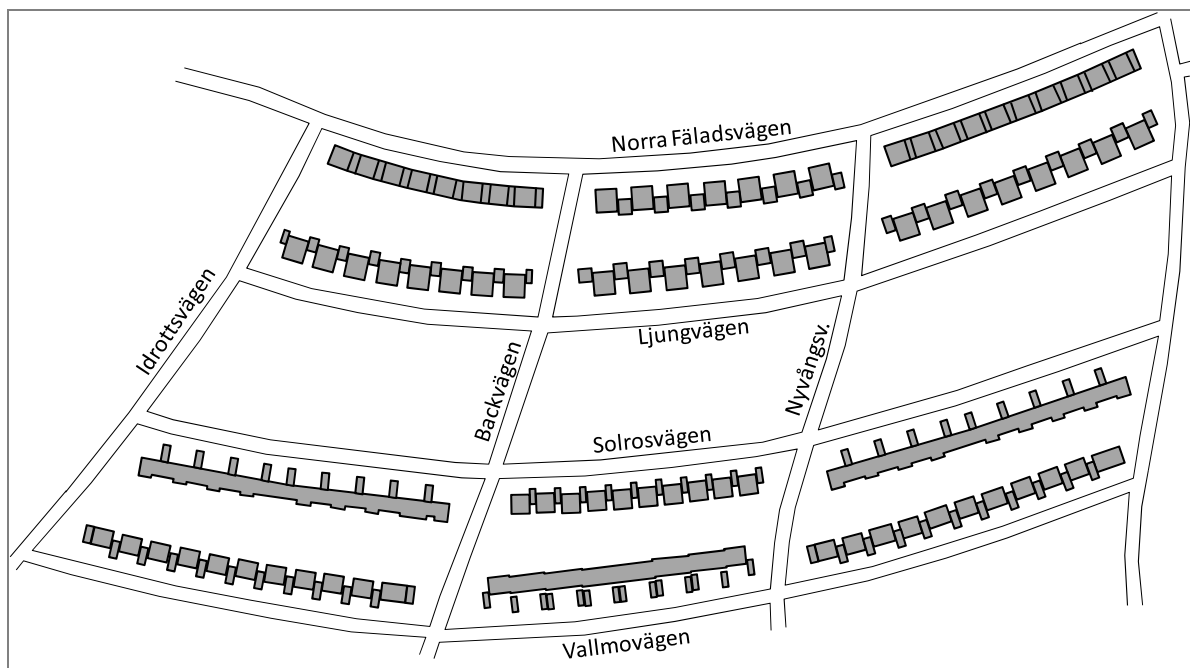 Norra Fäladsvägen
Idrottsvägen
Ljungvägen
Backvägen
Nyvångsv.
Solrosvägen
Vallmovägen